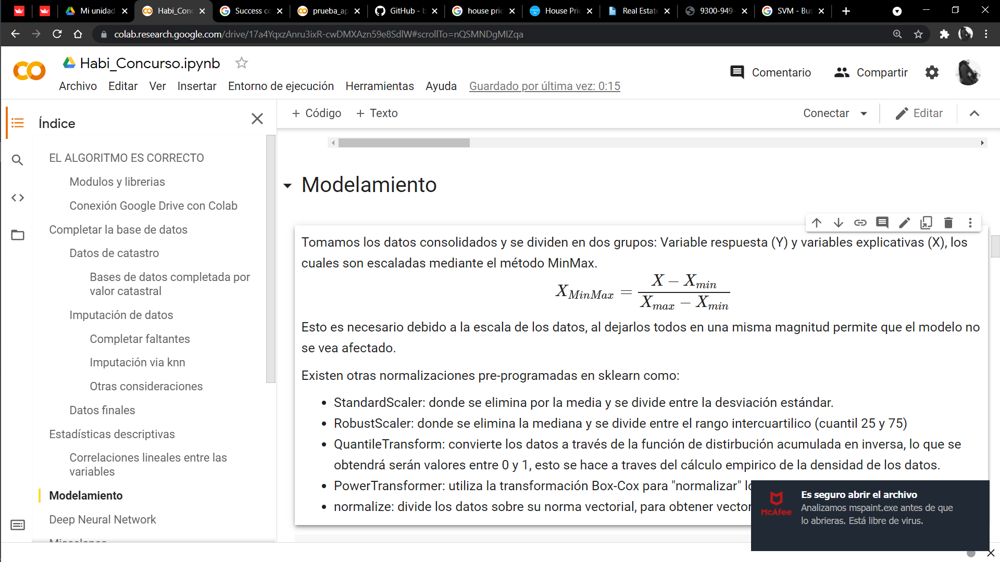 Mi unidad
Habi_Conc
Success co
prueba_ap
GitHub - b
house pric
House Pric
Real Estate
9300-949-
SVM - Bus
colab.research.google.com/drive/17a4YqxzAnru3ixR-cwDMXAzn59e8SdlW#scrollTo=nQSMNDgMIZqa
Habi_Concurso.ipynb
Comentario
Compartir
Archivo Editar Ver Insertar Entorno de ejecución Herramientas Ayuda Guardado por última vez: 0:15
Índice
+ Código + Texto
Conectar
Editar
EL ALGORITMO ES CORRECTO
Modulos y librerias
Conexión Google Drive con Colab
Completar la base de datos
Datos de catastro
Bases de datos completada por
valor catastral
Imputación de datos
Completar faltantes
Imputación via knn
Otras consideraciones
Datos finales
Estadísticas descriptivas
Correlaciones lineales entre las
variables
Modelamiento
Deep Neural Network
Modelamiento
Tomamos los datos consolidados y se dividen en dos grupos: Variable respuesta (Y) y variables explicativas (X), los
cuales son escaladas mediante el método MinMax.
X_{MinMax} = \frac{X - X_{min}}{X_{max} - X_{min}}
Esto es necesario debido a la escala de los datos, al dejarlos todos en una misma magnitud permite que el modelo no
se vea afectado.
Existen otras normalizaciones pre-programadas en sklearn como:
• StandardScaler: donde se elimina por la media y se divide entre la desviación estándar.
• RobustScaler: donde se elimina la mediana y se divide entre el rango intercuartilico (cuantil 25 y 75)
• QuantileTransform: convierte los datos a través de la función de distirbución acumulada en inversa, lo que se
obtendrá serán valores entre 0 y 1, esto se hace a traves del cálculo empirico de la densidad de los datos.
• PowerTransformer: utiliza la transformación Box-Cox para "normalizar"
• normalize: divide los datos sobre su norma vectorial, para obtener vector
McAfee
Es seguro abrir el archivo
Analizamos mspaint.exe antes de que
lo abrieras. Está libre de virus.